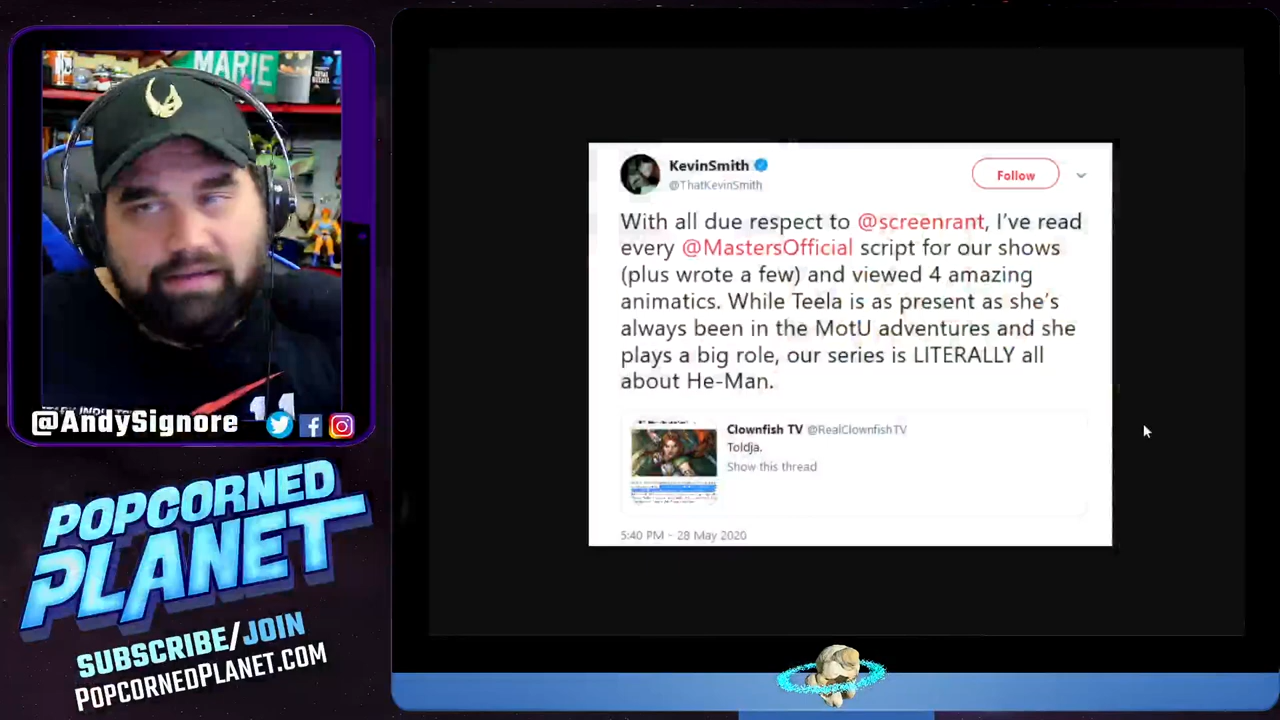 MARIE
@AndySignore
POPCORNED
PLANET
SUBSCRIBE/JOIN
POPCORNEDPLANET.COM
KevinSmith
@ThatKevinSmith
Follow
With all due respect to @screenrant, I've read
every @MastersOfficial script for our shows
(plus wrote a few) and viewed 4 amazing
animatics. While Teela is as present as she's
always been in the MotU adventures and she
plays a big role, our series is LITERALLY all
about He-Man.
Clownfish TV @RealClownfishTV
Toldja.
Show this thread
5:40 PM - 28 May 2020